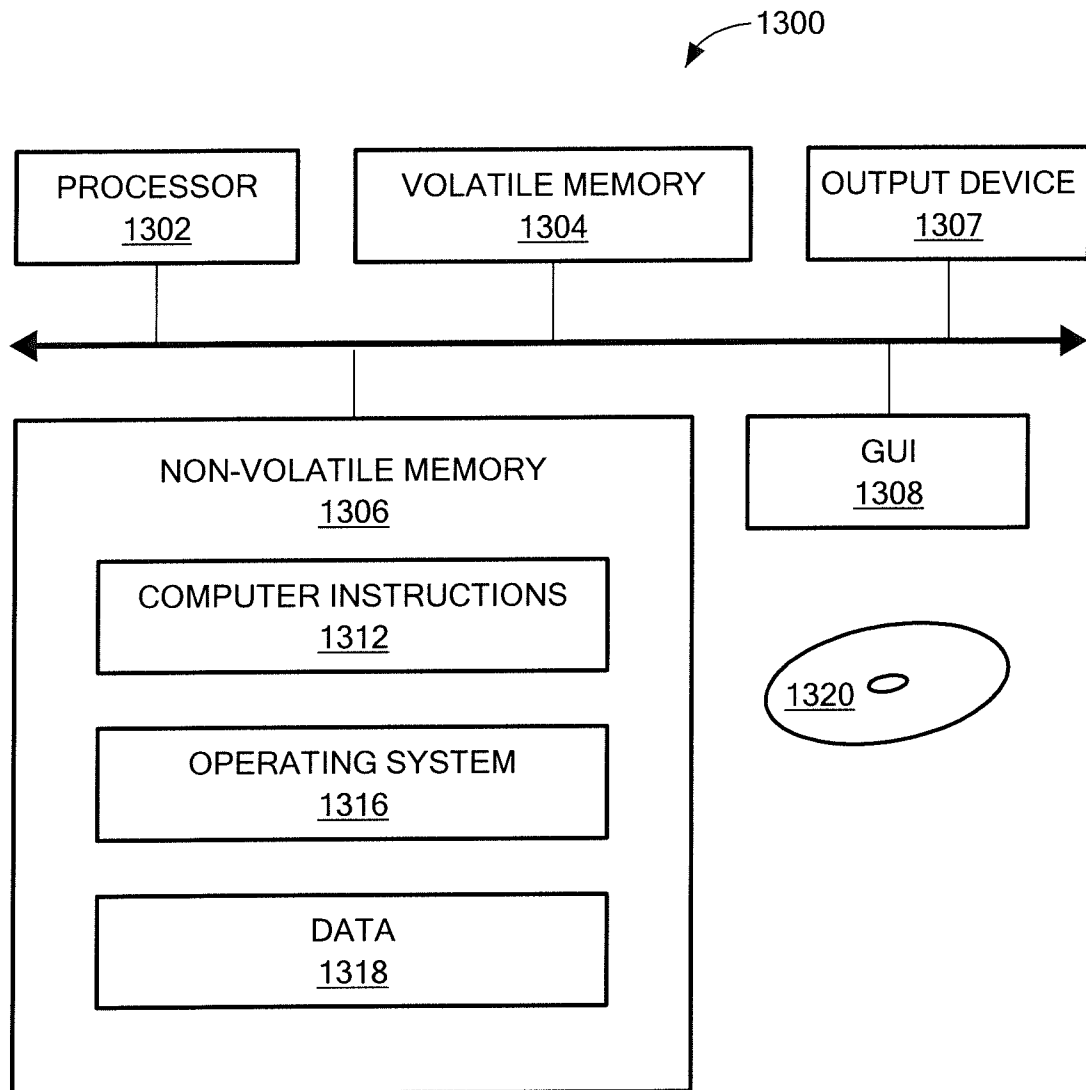 1300
PROCESSOR
1302
VOLATILE MEMORY
1304
OUTPUT DEVICE
1307
NON-VOLATILE MEMORY
1306
GUI
1308
COMPUTER INSTRUCTIONS
1312
1320
OPERATING SYSTEM
1316
DATA
1318